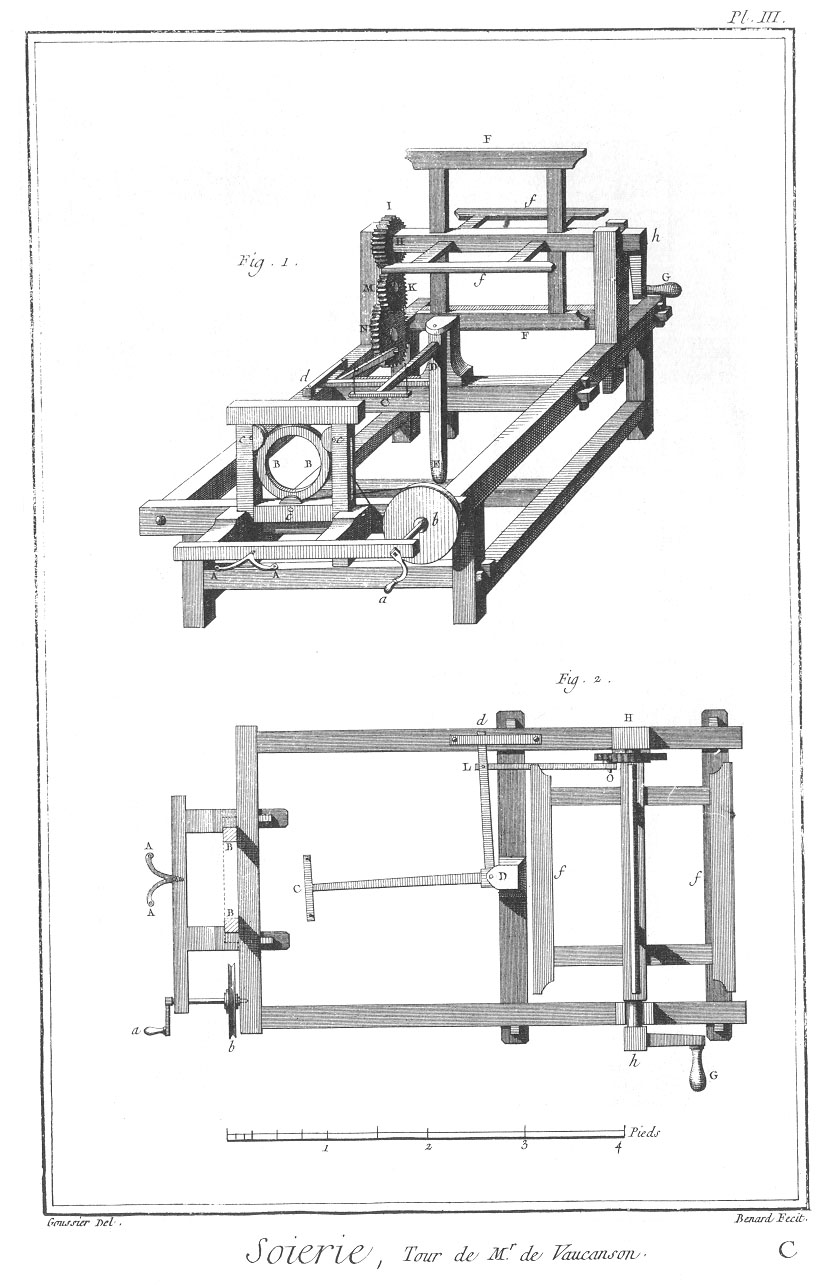 Pl. III.
F
f
I
H
h
G
f
M
K
N
F
D
d
C
E
c
c
B
B
c
b
A
A
a
Fig. 1.
Fig. 2.
d
H
L
O
A
A
B
B
C
D
f
f
a
b
h
G
1
2
3
4
Pieds
Goussier Del.
Benard Fecit.
Soierie, Tour de Mr. de Vaucanson.
C